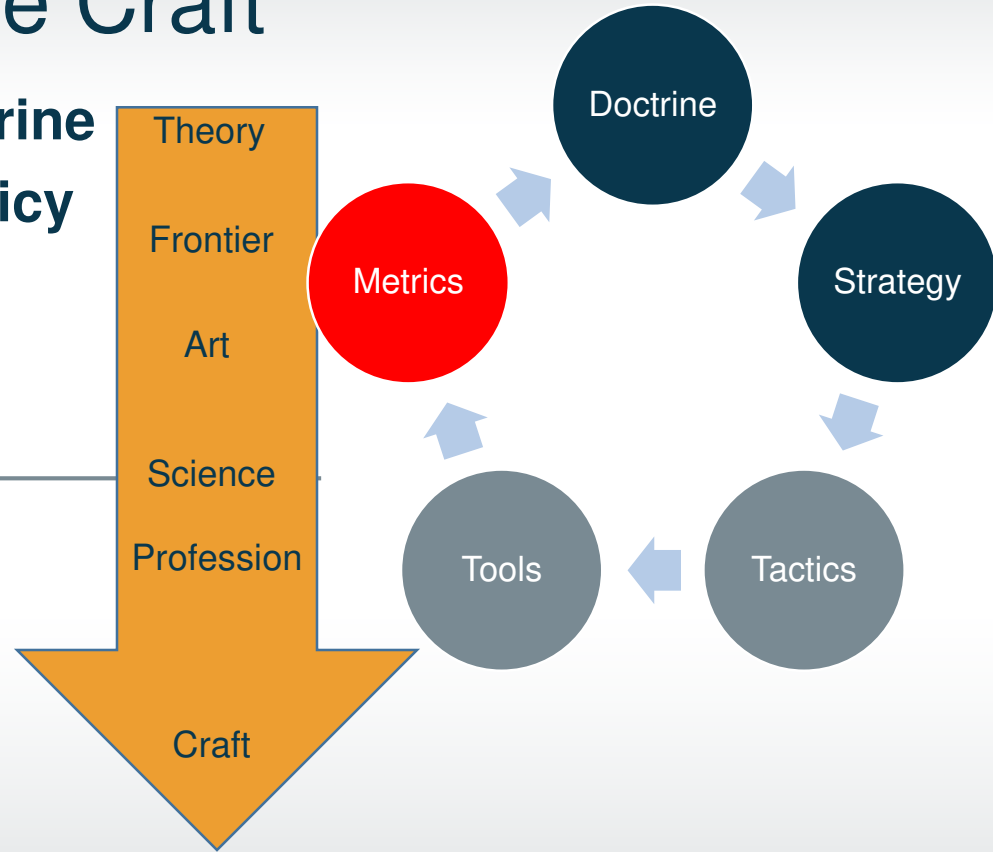 e Craft
rine
icy
Theory
Frontier
Art
Science
Profession
Craft
Doctrine
Strategy
Tactics
Tools
Metrics